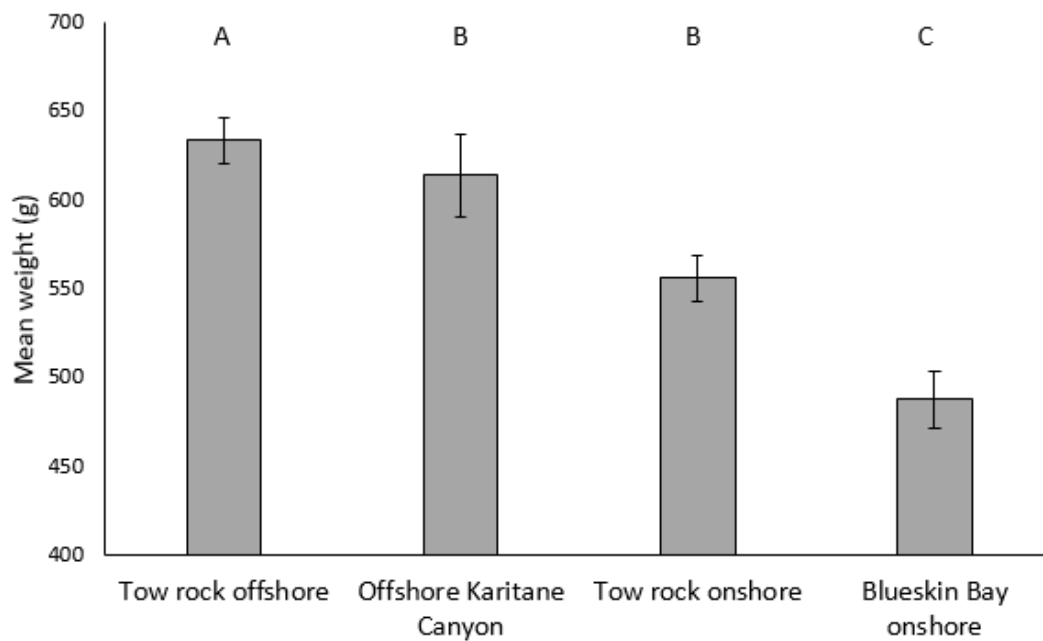 700
A
B
B
C
650
600
550
500
450
400
Mean weight (g)
Tow rock offshore
Offshore Karitane
Canyon
Tow rock onshore
Blueskin Bay
onshore